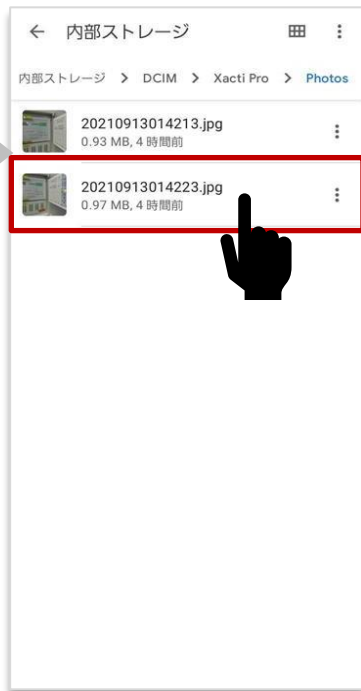 内部ストレージ
内部ストレージ > DCIM > Xacti Pro > Photos
20210913014213.jpg
0.93 MB, 4 時間前
20210913014223.jpg
0.97 MB, 4 時間前